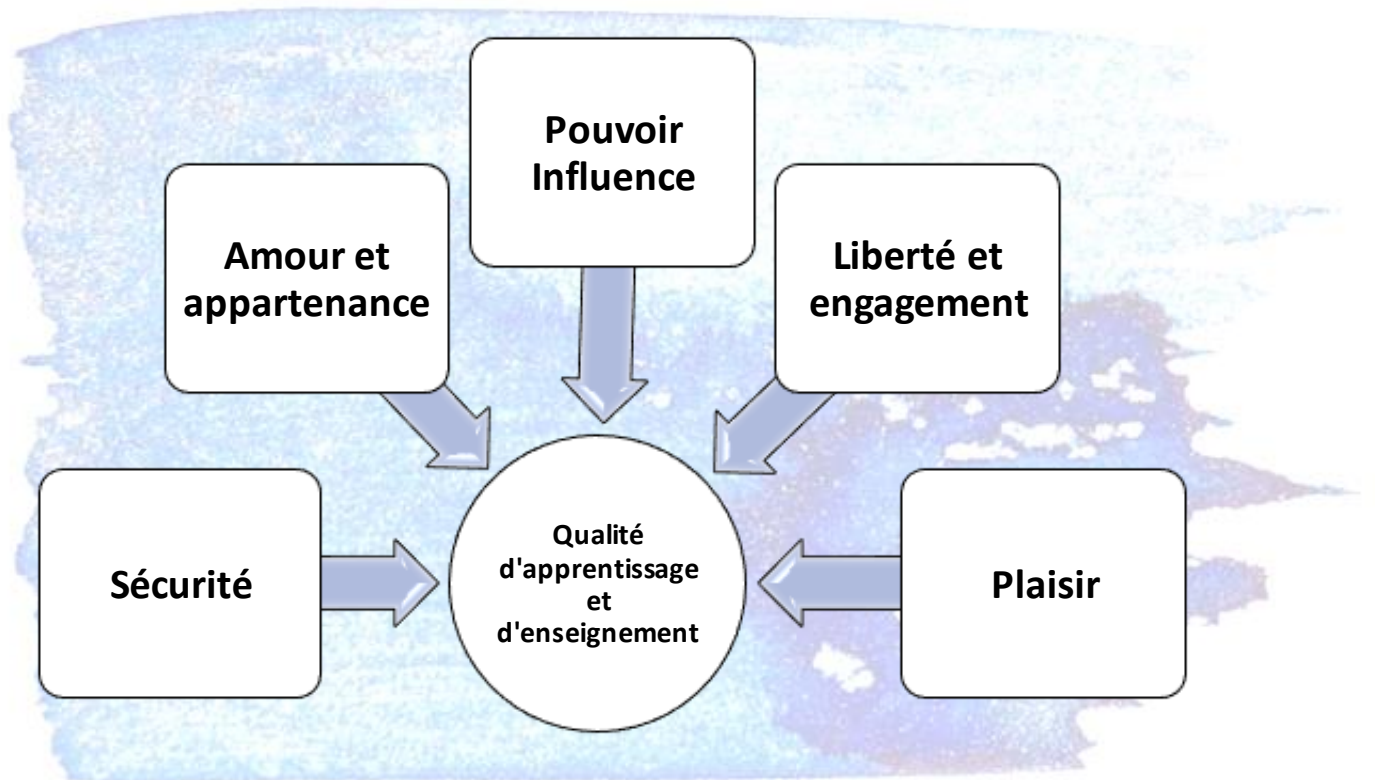 Pouvoir
Influence
Amour et
appartenance
Liberté et
engagement
Sécurité
Qualité
d'apprentissage
et
d'enseignement
Plaisir